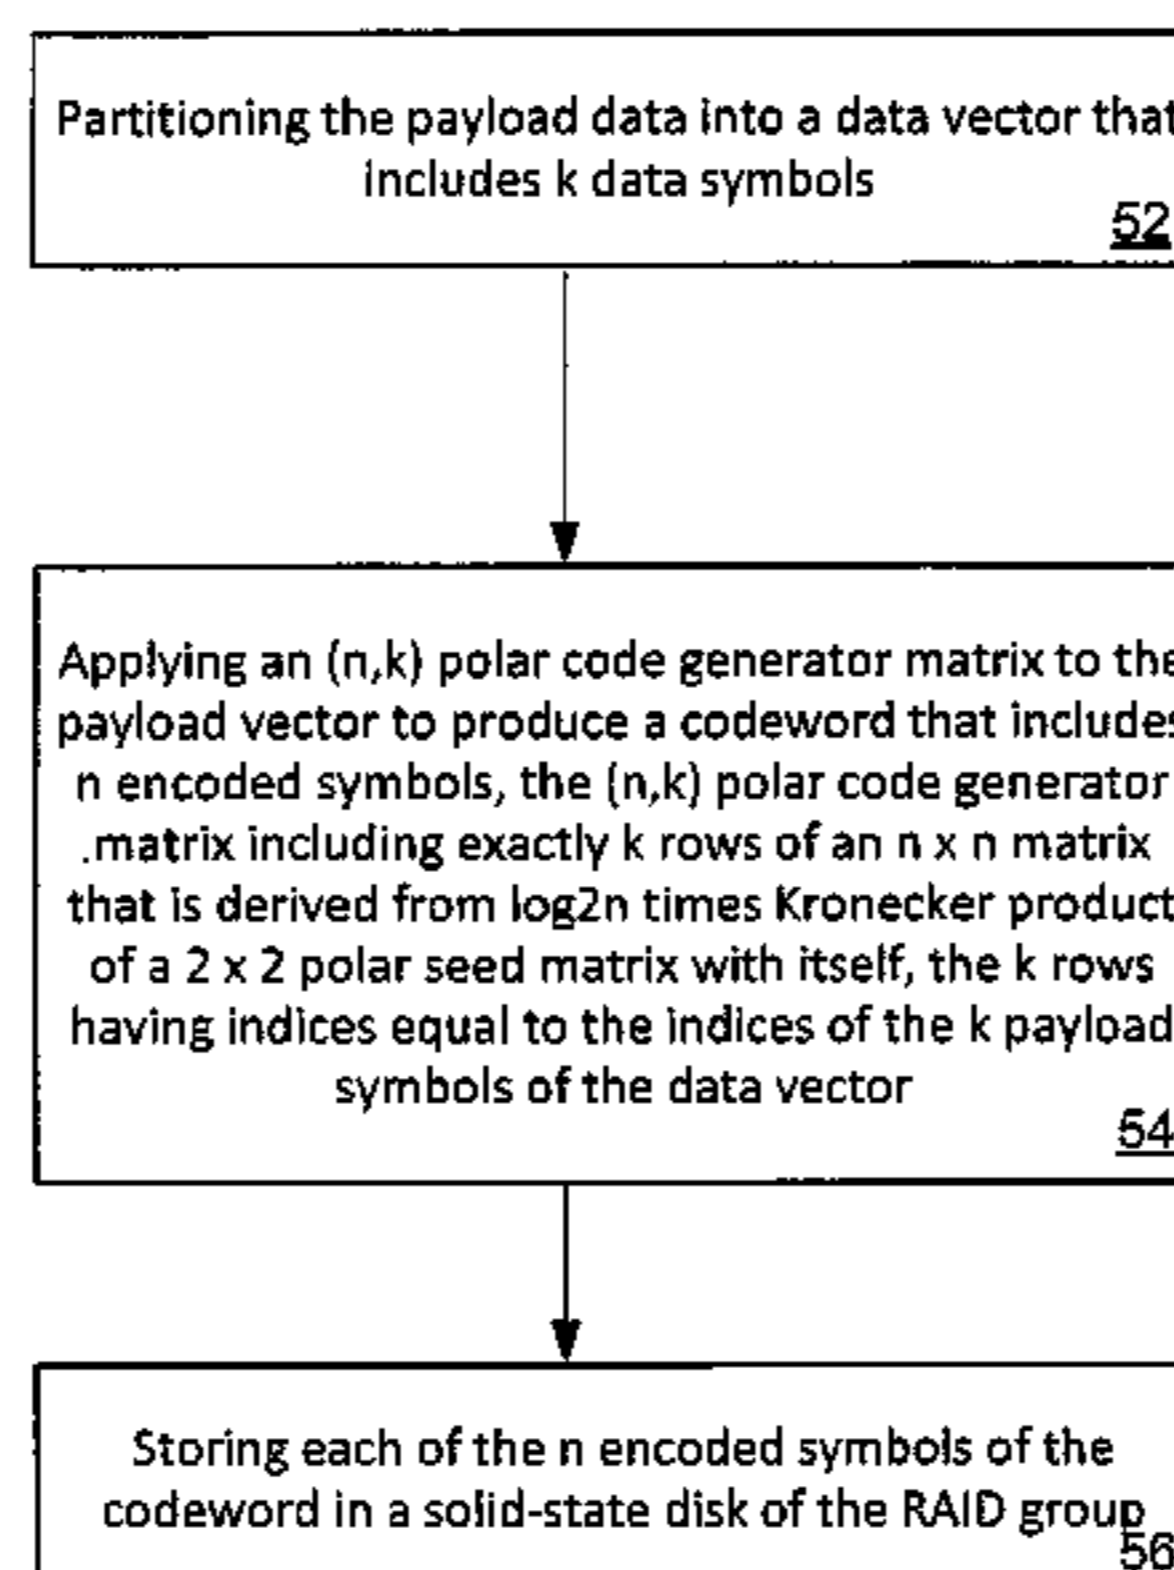 Partitioning the payload data into a data vector that
includes k data symbols
52
Applying an (n,k) polar code generator matrix to the
payload vector to produce a codeword that includes
n encoded symbols, the (n,k) polar code generator
.matrix including exactly k rows of an n x n matrix
that is derived from log2n times Kronecker product
of a 2 x 2 polar seed matrix with itself, the k rows
having indices equal to the indices of the k payload
symbols of the data vector
54
Storing each of the n encoded symbols of the
codeword in a solid-state disk of the RAID group
56